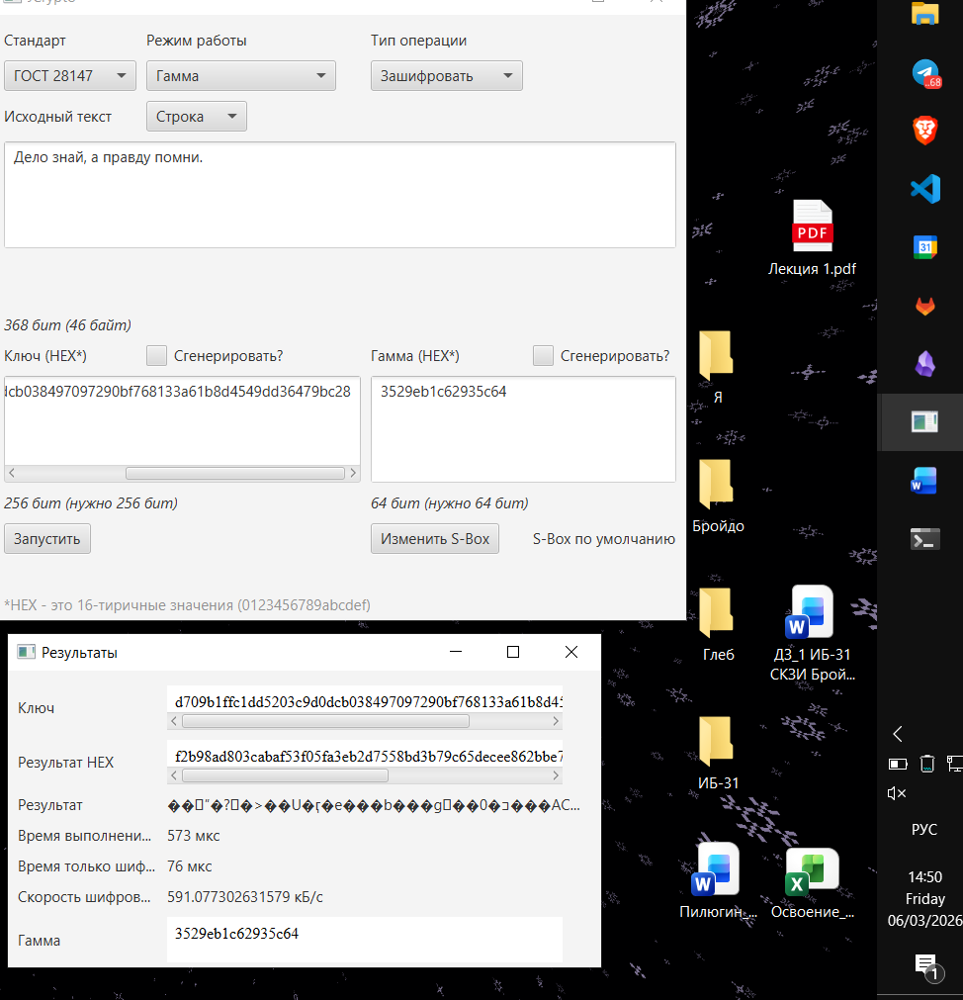 Стандарт
Режим работы
Тип операции
ГОСТ 28147
Гамма
Зашифровать
Исходный текст
Строка
Дело знай, а правду помни.
368 бит (46 байт)
Ключ (HEX*)
Сгенерировать?
Гамма (HEX*)
Сгенерировать?
dcb038497097290bf768133a61b8d4549dd36479bc28
3529eb1c62935c64
256 бит (нужно 256 бит)
64 бит (нужно 64 бит)
Запустить
Изменить S-Box
S-Box по умолчанию
*HEX - это 16-тиричные значения (0123456789abcdef)
Результаты
Ключ
d709b1ffc1dd5203c9d0dcb038497097290bf768133a61b8d45
Результат HEX
f2b98ad803cabaf53f05fa3eb2d7558bd3b79c65decee862bbe7
Результат
Время выполнени...
573 мкс
Время только шиф...
76 мкс
Скорость шифров...
591.077302631579 кБ/с
Гамма
3529eb1c62935c64
PDF
Лекция 1.pdf
Я
Бройдо
Глеб
W
ДЗ_1 ИБ-31
СКЗИ Брой...
ИБ-31
W
Пилюгин_...
X
Освоение_...
..68
31
W
РУС
14:50
Friday
06/03/2026
1